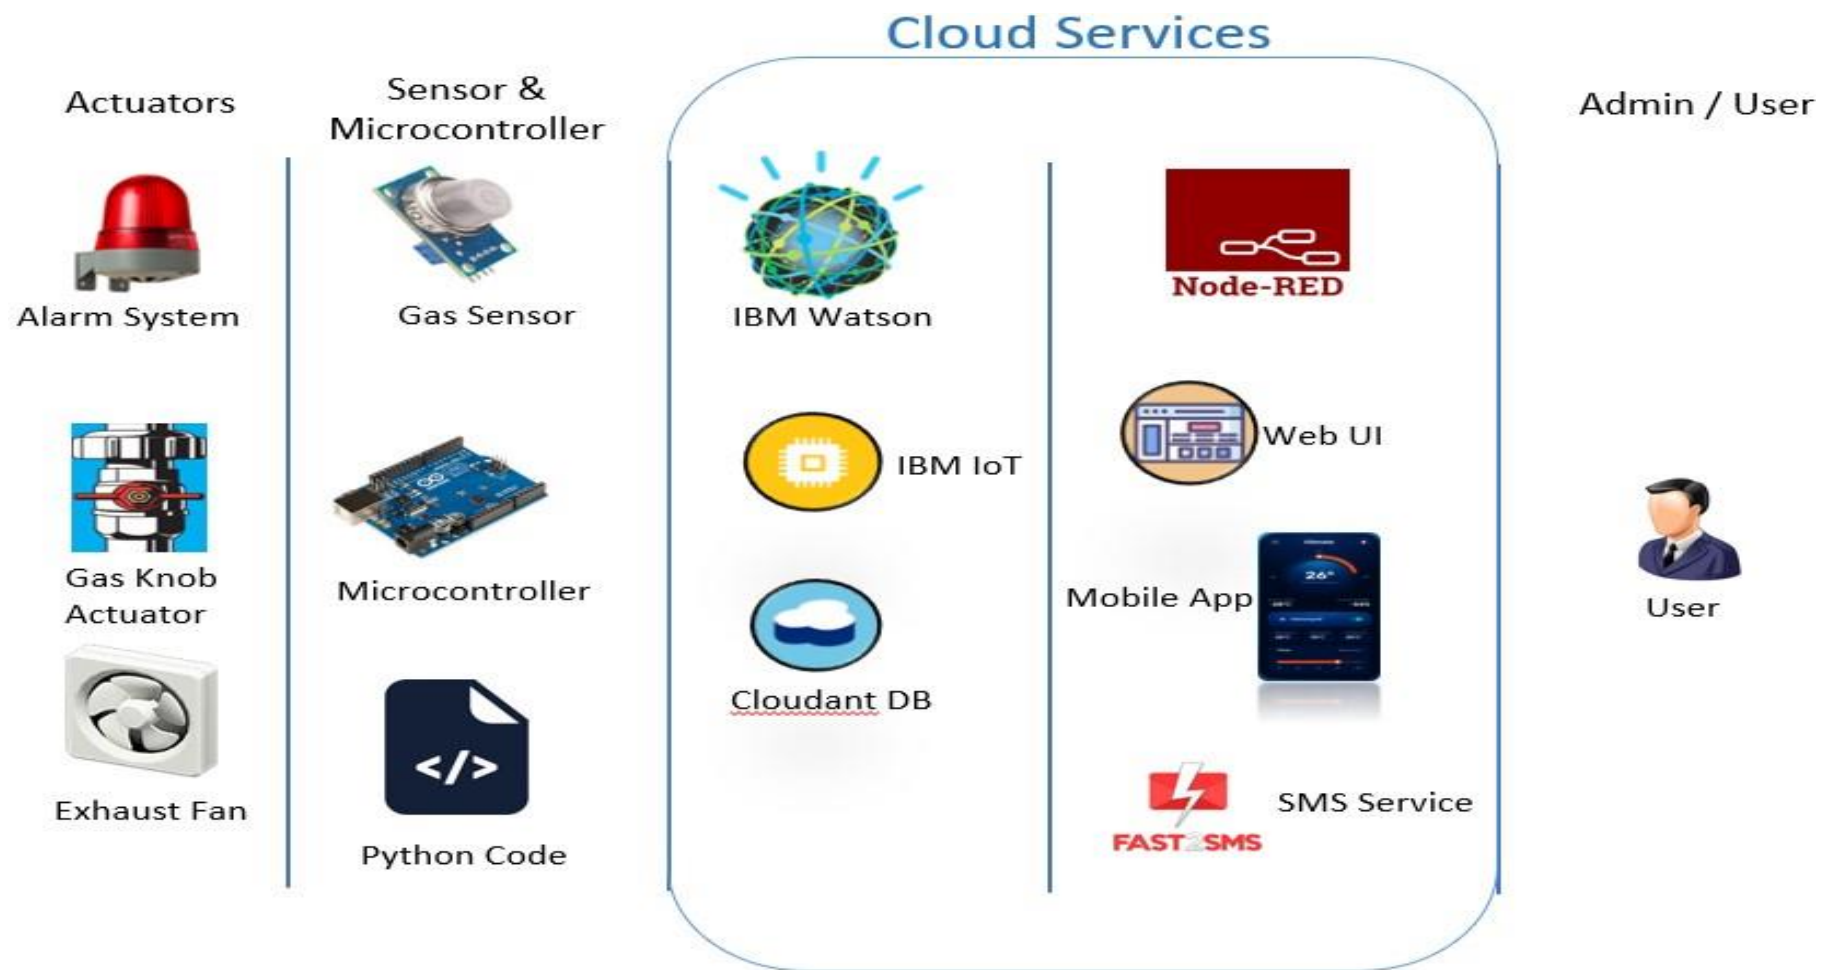 Cloud Services
Actuators
Sensor &
Microcontroller
Admin / User
Alarm System
Gas Sensor
IBM Watson
Node-RED
Gas Knob
Actuator
Microcontroller
IBM IoT
Web UI
Mobile App
26°
User
Cloudant DB
Exhaust Fan
</>
Python Code
FAST2SMS
SMS Service